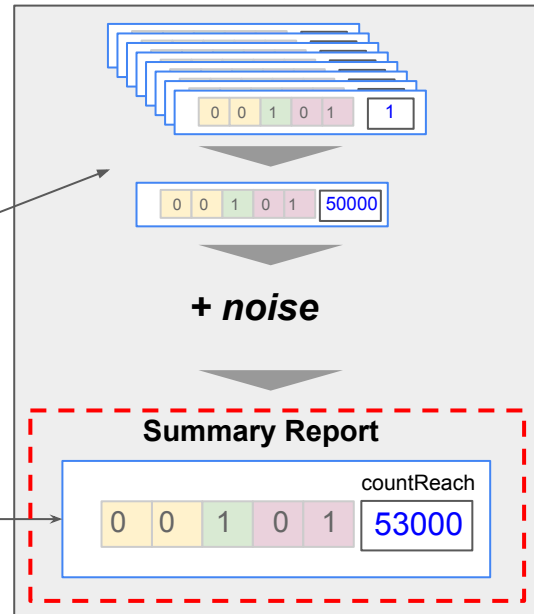 0 0 1 0 1 1
0 0 1 0 1 50000
+ noise
Summary Report
countReach
0 0 1 0 1 53000